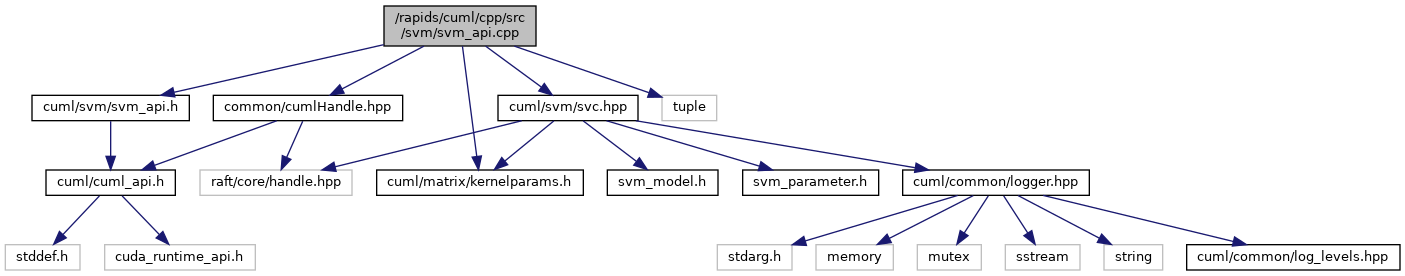 /rapids/cuml/cpp/src
/svm/svm_api.cpp
cuml/svm/svm_api.h
common/cumlHandle.hpp
cuml/svm/svc.hpp
tuple
cuml/cuml_api.h
raft/core/handle.hpp
cuml/matrix/kernelparams.h
svm_model.h
svm_parameter.h
cuml/common/logger.hpp
stddef.h
cuda_runtime_api.h
stdarg.h
memory
mutex
sstream
string
cuml/common/log_levels.hpp